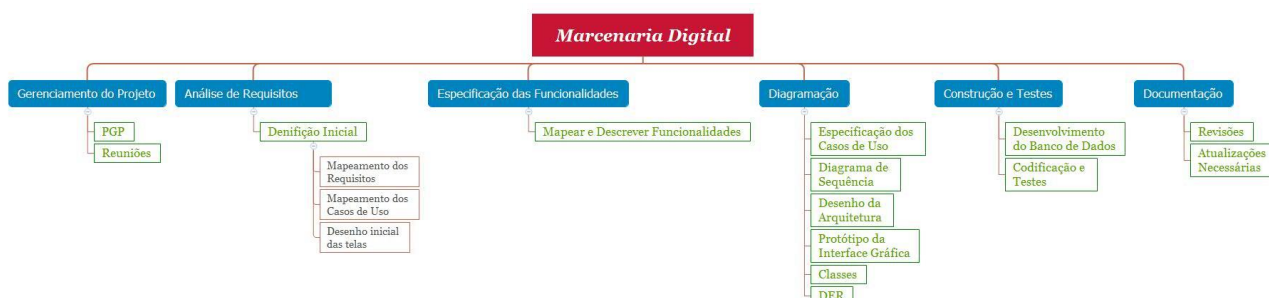 Marcenaria Digital
Gerenciamento do Projeto
PGP
Reuniões
Análise de Requisitos
Denifição Inicial
Mapeamento dos
Requisitos
Mapeamento dos
Casos de Uso
Desenho inicial
das telas
Especificação das Funcionalidades
Mapear e Descrever Funcionalidades
Diagramação
Especificação dos
Casos de Uso
Diagrama de
Sequência
Desenho da
Arquitetura
Protótipo da
Interface Gráfica
Classes
DER
Construção e Testes
Desenvolvimento
do Banco de Dados
Codificação e
Testes
Documentação
Revisões
Atualizações
Necessárias